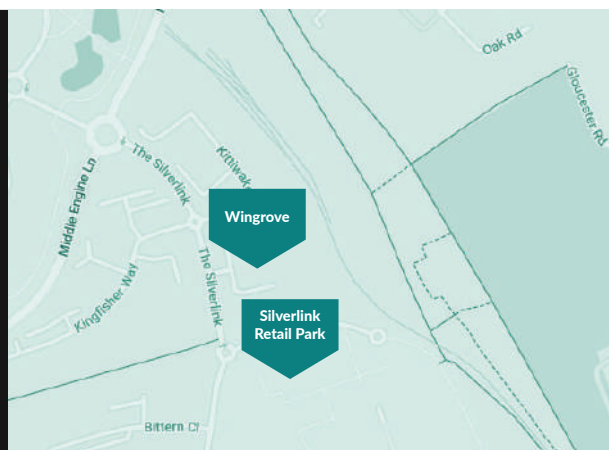 Oak Rd
Gloucester Rd
The Silverlink
Middle Engine Ln
Wingrove
The Silverlink
Kingfisher Way
Silverlink
Retail Park
Bittern Cl